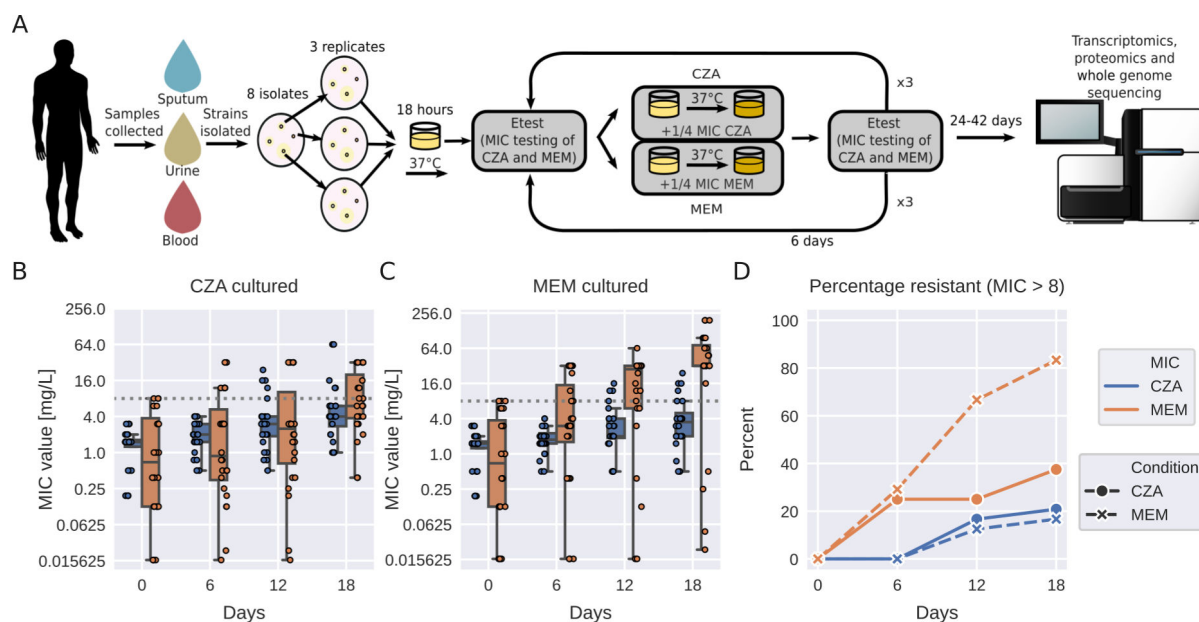 A
Samples
collected
Sputum
Urine
Blood
Strains
isolated
8 isolates
3 replicates
18 hours
37°C
Etest
(MIC testing of
CZA and MEM)
CZA
37°C
+1/4 MIC CZA
37°C
+1/4 MIC MEM
MEM
Etest
(MIC testing of
CZA and MEM)
x3
x3
6 days
24-42 days
Transcriptomics,
proteomics and
whole genome
sequencing
B
CZA cultured
MIC value [mg/L]
256.0
64.0
16.0
4.0
1.0
0.25
0.0625
0.015625
0
6
12
18
Days
C
MEM cultured
MIC value [mg/L]
256.0
64.0
16.0
4.0
1.0
0.25
0.0625
0.015625
0
6
12
18
Days
D
Percentage resistant (MIC > 8)
Percent
100
80
60
40
20
0
0
6
12
18
Days
MIC
CZA
MEM
Condition
CZA
MEM